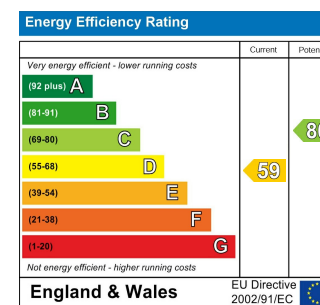 Energy Efficiency Rating
Current
Very energy efficient - lower running costs
(92 plus) A
(81-91) B
(69-80) C
(55-68) D
59
(39-54) E
(21-38) F
(1-20) G
Not energy efficient - higher running costs
England & Wales
EU Directive
2002/91/EC